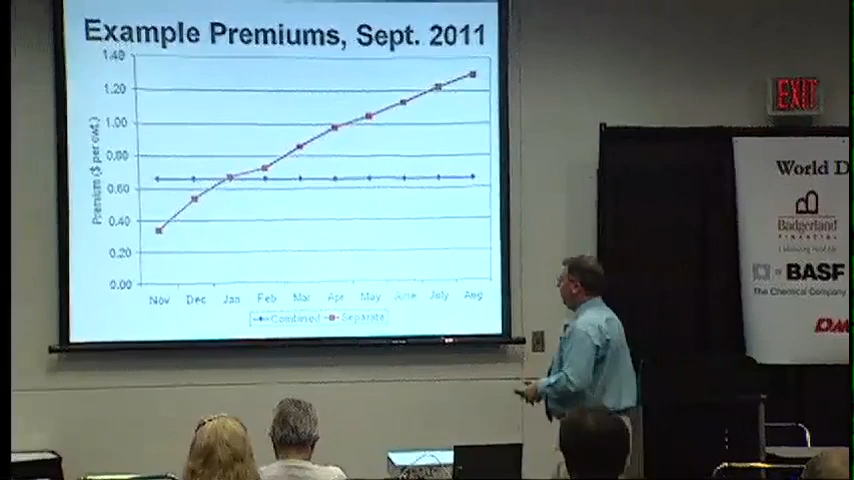 Example Premiums, Sept. 2011
1.40
1.20
1.00
0.80
0.60
0.40
0.20
0.00
Premium ($ per cwt.)
Nov Dec Jan Feb Mar Apr May June July Aug
Combined Separate
EXIT
World D
Badgerland
FINANCIAL
BASF
The Chemical Company